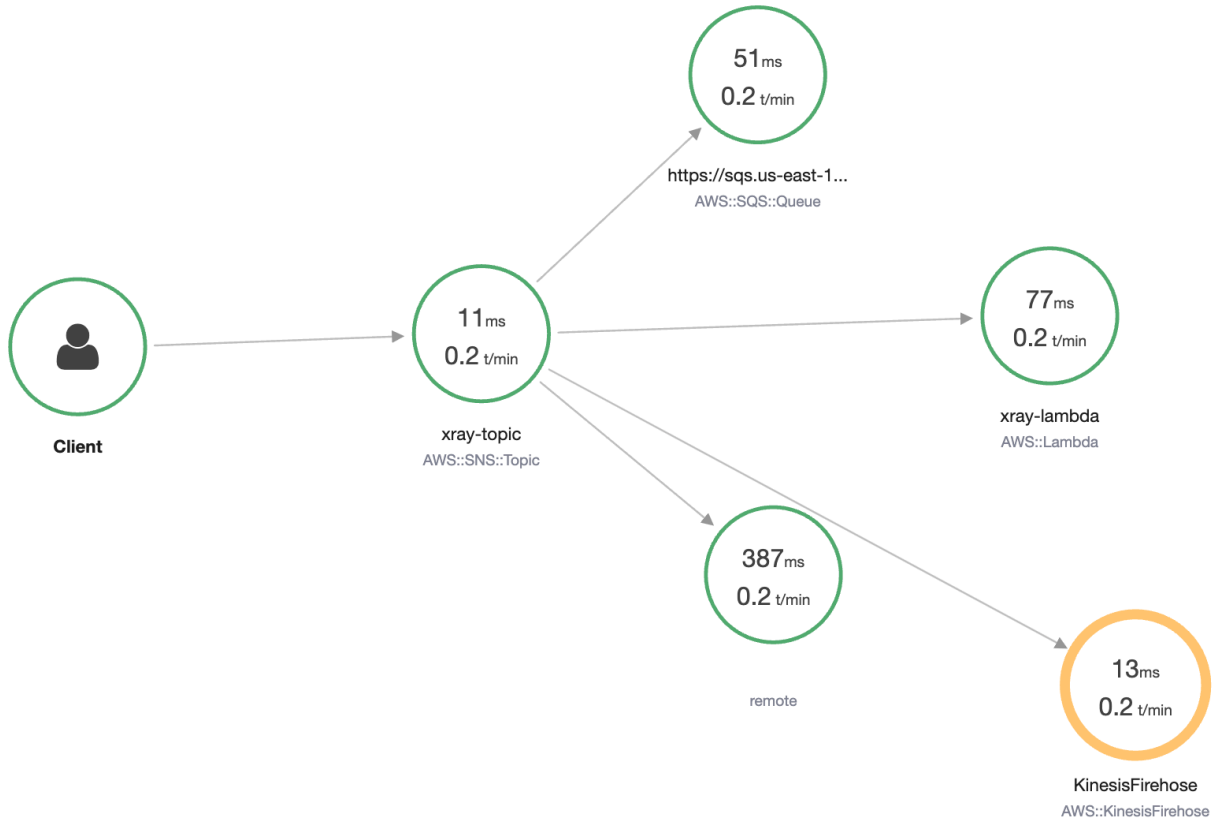 51ms
0.2 t/min
https://sqs.us-east-1...
AWS::SQS::Queue
77ms
0.2 t/min
xray-lambda
AWS::Lambda
Client
11ms
0.2 t/min
xray-topic
AWS::SNS::Topic
387ms
0.2 t/min
remote
13ms
0.2 t/min
KinesisFirehose
AWS::KinesisFirehose